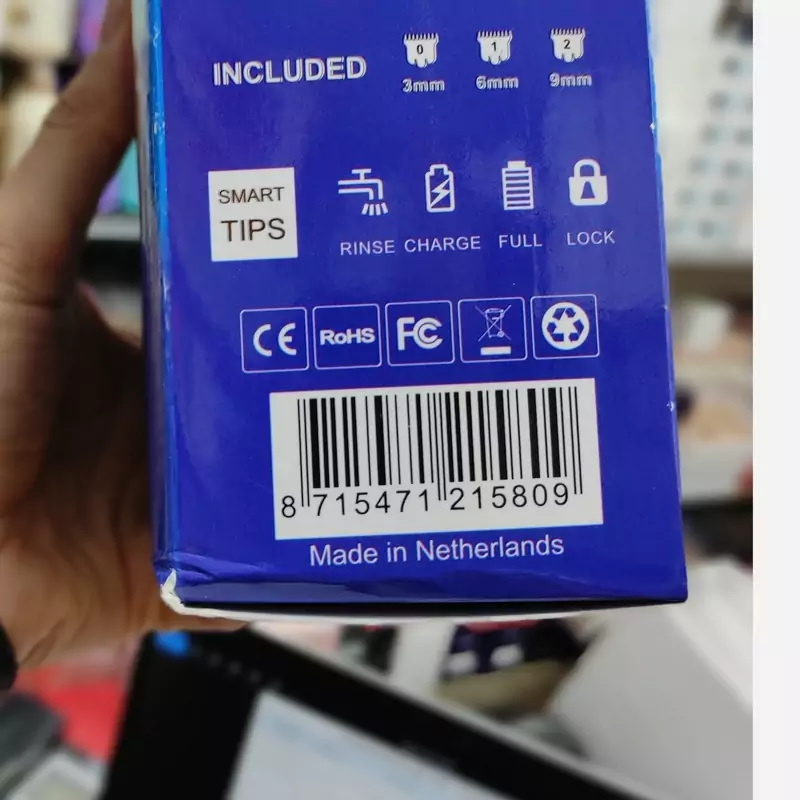 INCLUDED
0 1 2
3mm 6mm 9mm
SMART
TIPS
RINSE CHARGE FULL LOCK
CE RoHS FC
8 715471 215809
Made in Netherlands